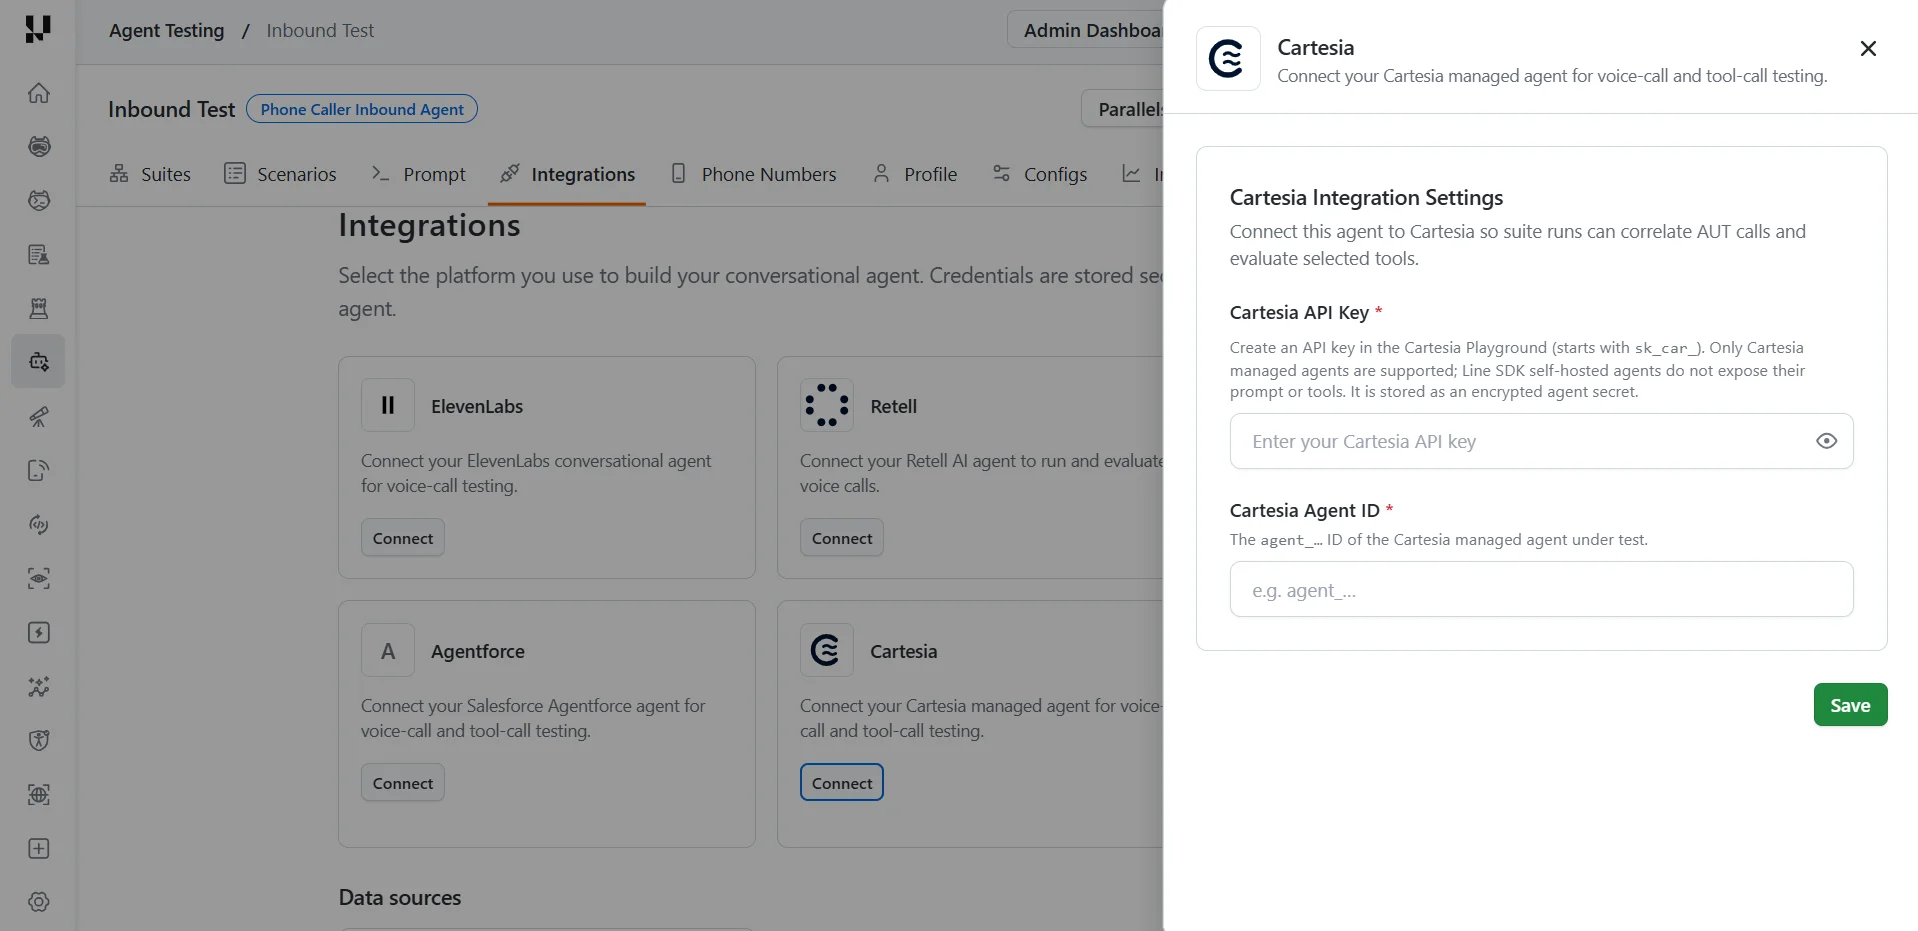 Agent Testing / Inbound Test
Admin Dashboa
Inbound Test
Phone Caller Inbound Agent
Parallel
Suites
Scenarios
Prompt
Integrations
Phone Numbers
Profile
Configs
Integrations
Select the platform you use to build your conversational agent. Credentials are stored se
agent.
ElevenLabs
Connect your ElevenLabs conversational agent
for voice-call testing.
Connect
Retell
Connect your Retell AI agent to run and evaluate
voice calls.
Connect
A
Agentforce
Connect your Salesforce Agentforce agent for
voice-call and tool-call testing.
Connect
Cartesia
Connect your Cartesia managed agent for voice-
call and tool-call testing.
Connect
Data sources
Cartesia
Connect your Cartesia managed agent for voice-call and tool-call testing.
Cartesia Integration Settings
Connect this agent to Cartesia so suite runs can correlate AUT calls and
evaluate selected tools.
Cartesia API Key *
Create an API key in the Cartesia Playground (starts with sk_car_). Only Cartesia
managed agents are supported; Line SDK self-hosted agents do not expose their
prompt or tools. It is stored as an encrypted agent secret.
Enter your Cartesia API key
Cartesia Agent ID *
The agent_… ID of the Cartesia managed agent under test.
e.g. agent_...
Save